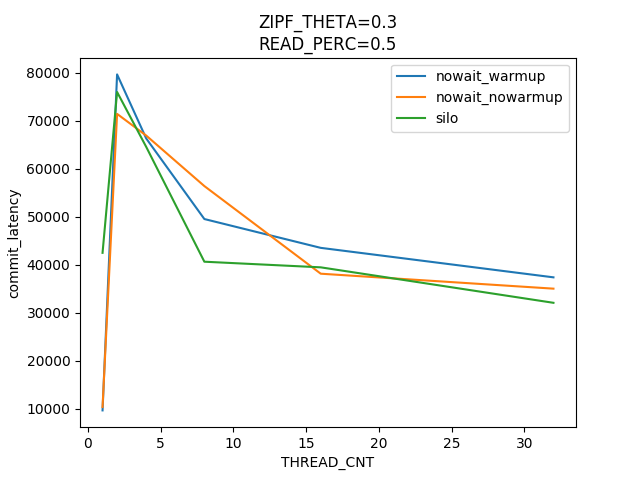 ZIPF_THETA=0.3
READ_PERC=0.5
nowait_warmup
nowait_nowarmup
silo
80000
70000
60000
50000
40000
30000
20000
10000
commit_latency
0 5 10 15 20 25 30
THREAD_CNT